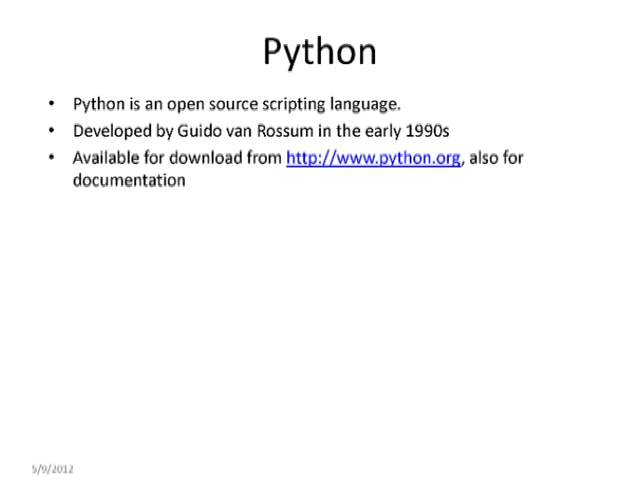 Python
• Python is an open source scripting language.
• Developed by Guido van Rossum in the early 1990s
• Available for download from http://www.python.org, also for
documentation
5/9/2012